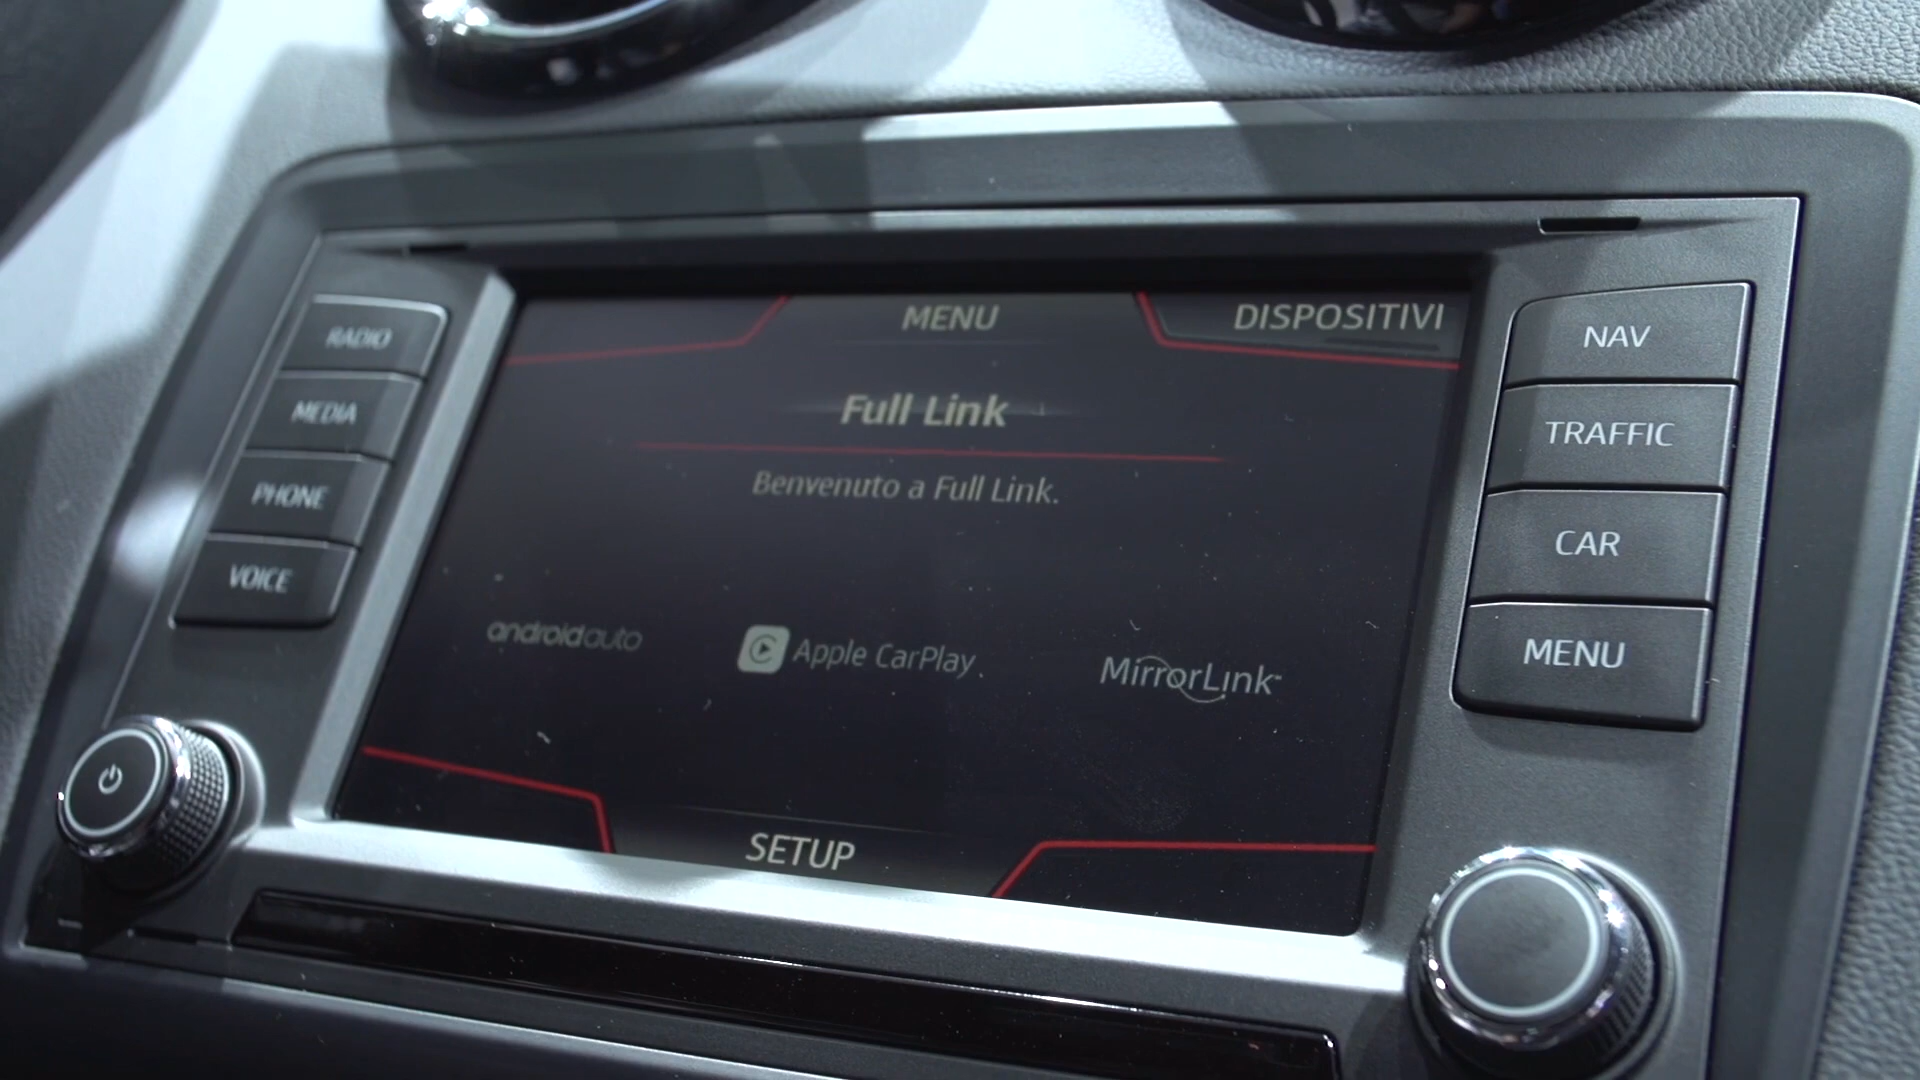 RADIO
MEDIA
PHONE
VOICE
MENU
DISPOSITIVI
Full Link
Benvenuto a Full Link.
androidauto
Apple CarPlay
MirrorLink™
SETUP
NAV
TRAFFIC
CAR
MENU